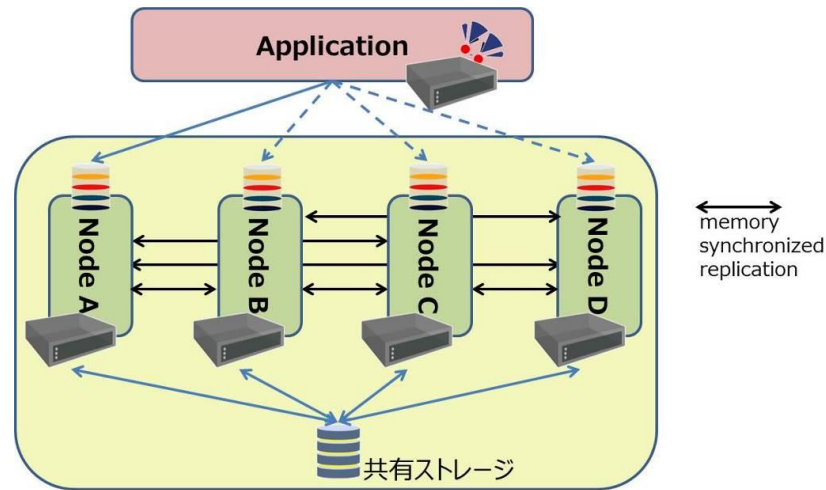 Application
Node A
Node B
Node C
Node D
memory
synchronized
replication
共有ストレージ